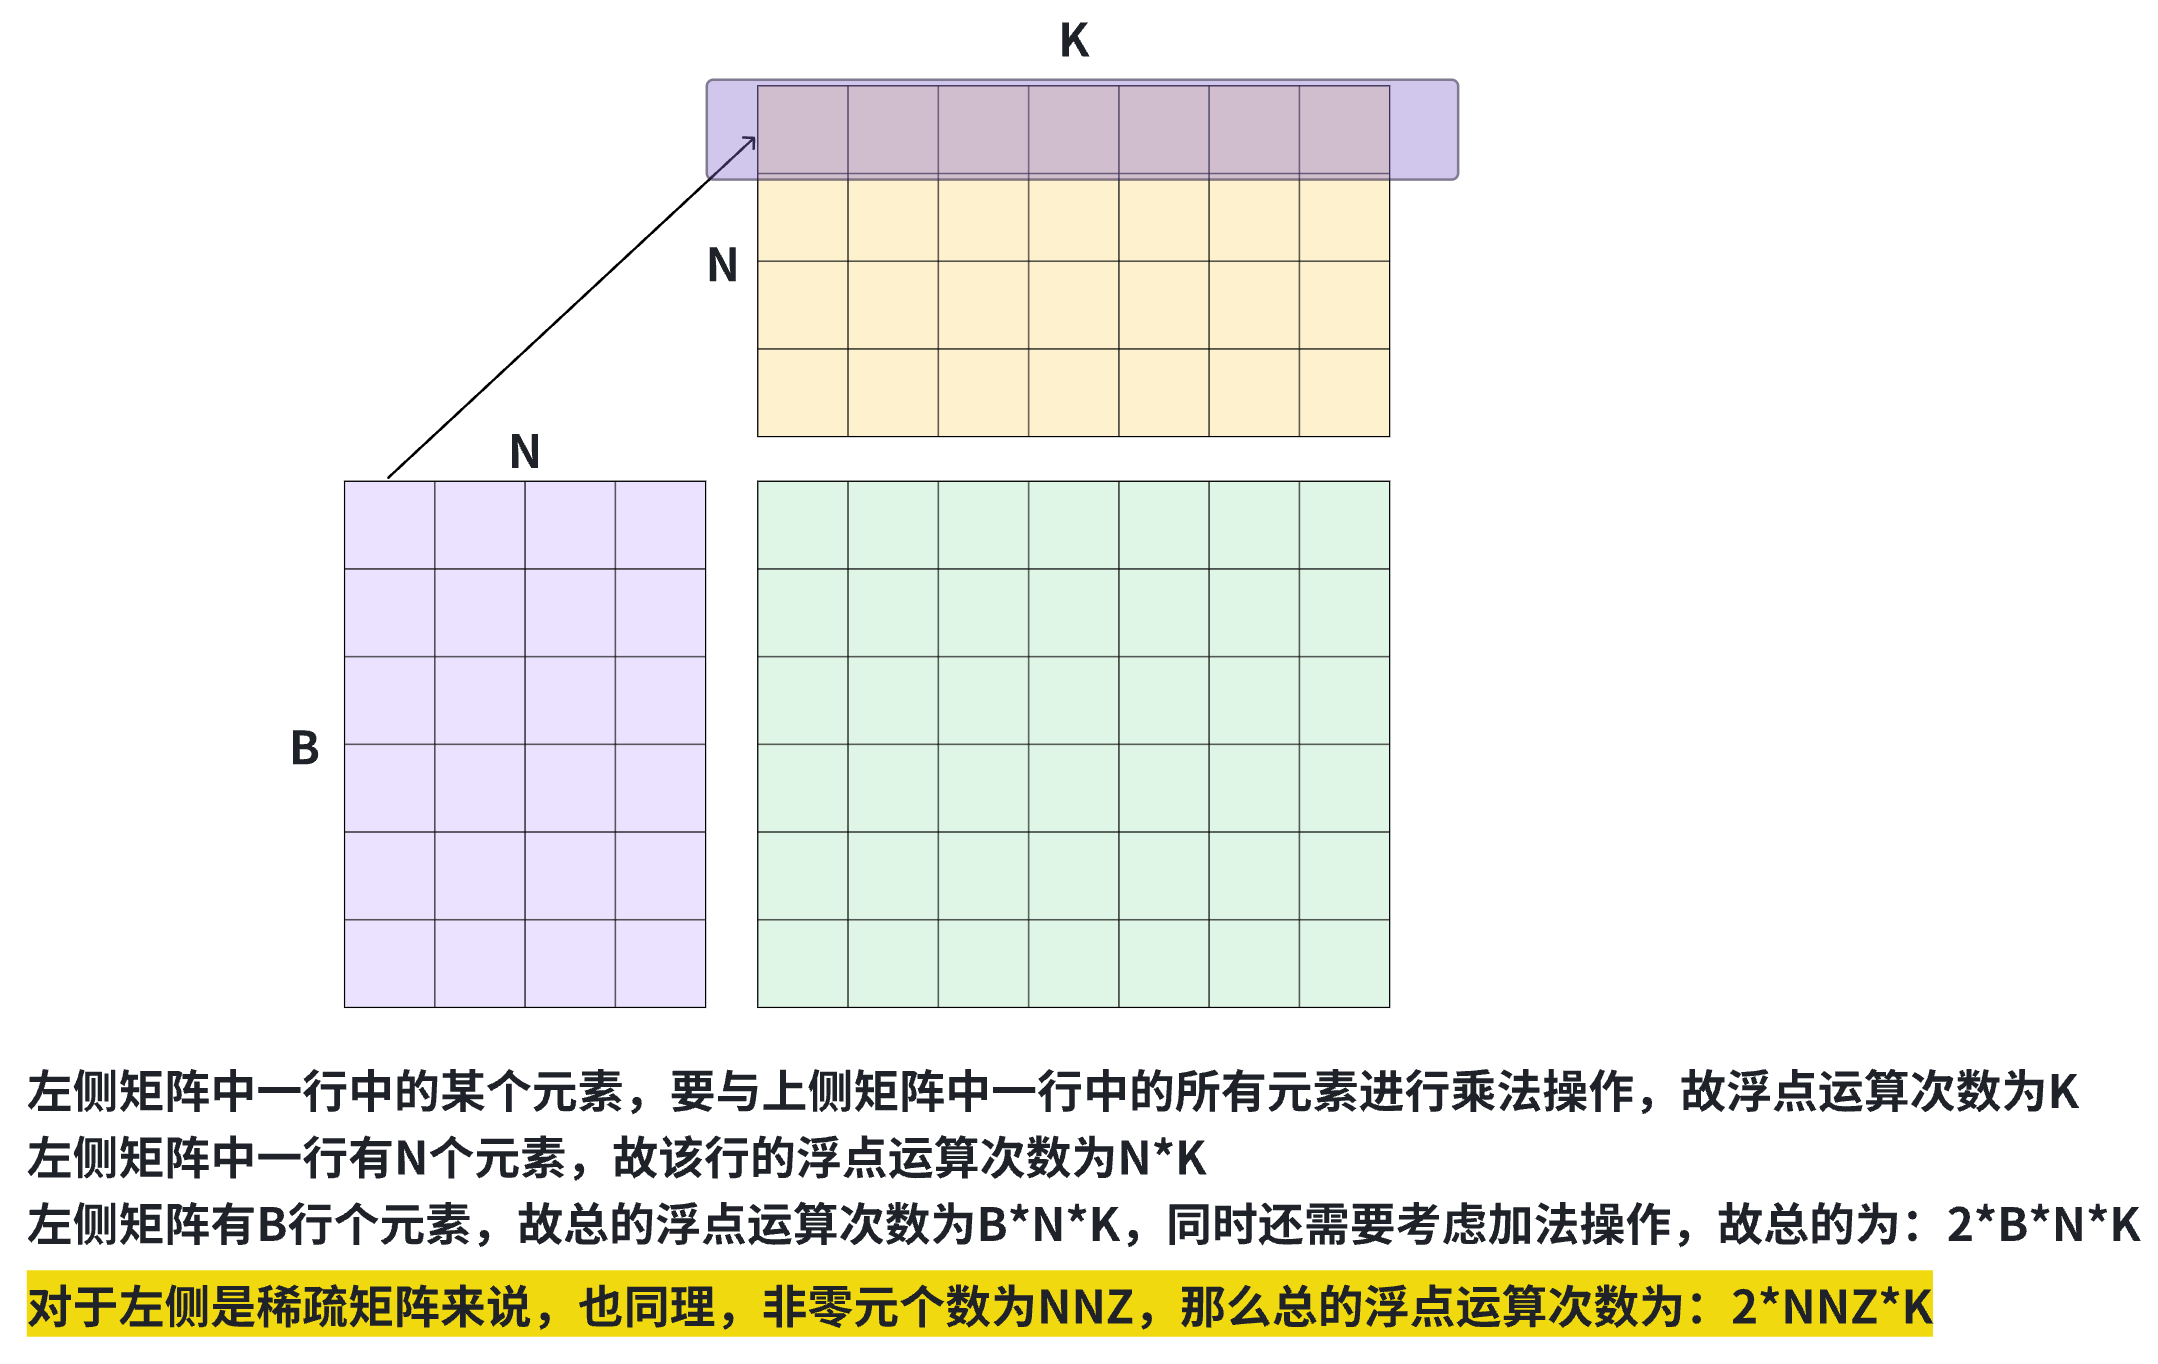 K
N
N
B
左侧矩阵中一行中的某个元素，要与上侧矩阵中一行中的所有元素进行乘法操作，故浮点运算次数为K
左侧矩阵中一行有N个元素，故该行的浮点运算次数为N*K
左侧矩阵有B行个元素，故总的浮点运算次数为B*N*K，同时还需要考虑加法操作，故总的为：2*B*N*K
对于左侧是稀疏矩阵来说，也同理，非零元个数为NNZ，那么总的浮点运算次数为：2*NNZ*K